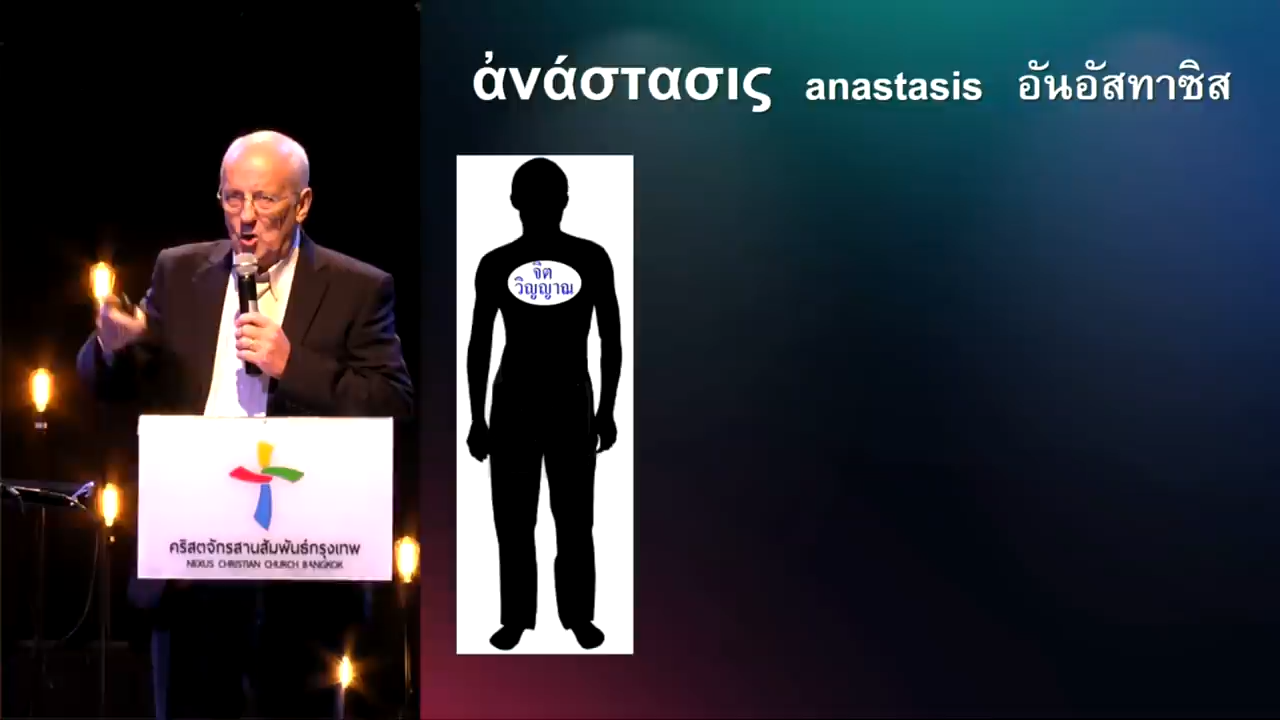 ἀνάστασις anastasis อันอัสทาซิส
จิต
วิญญาณ
คริสตจักรสานสัมพันธ์กรุงเทพ
NEXUS CHRISTIAN CHURCH BANGKOK